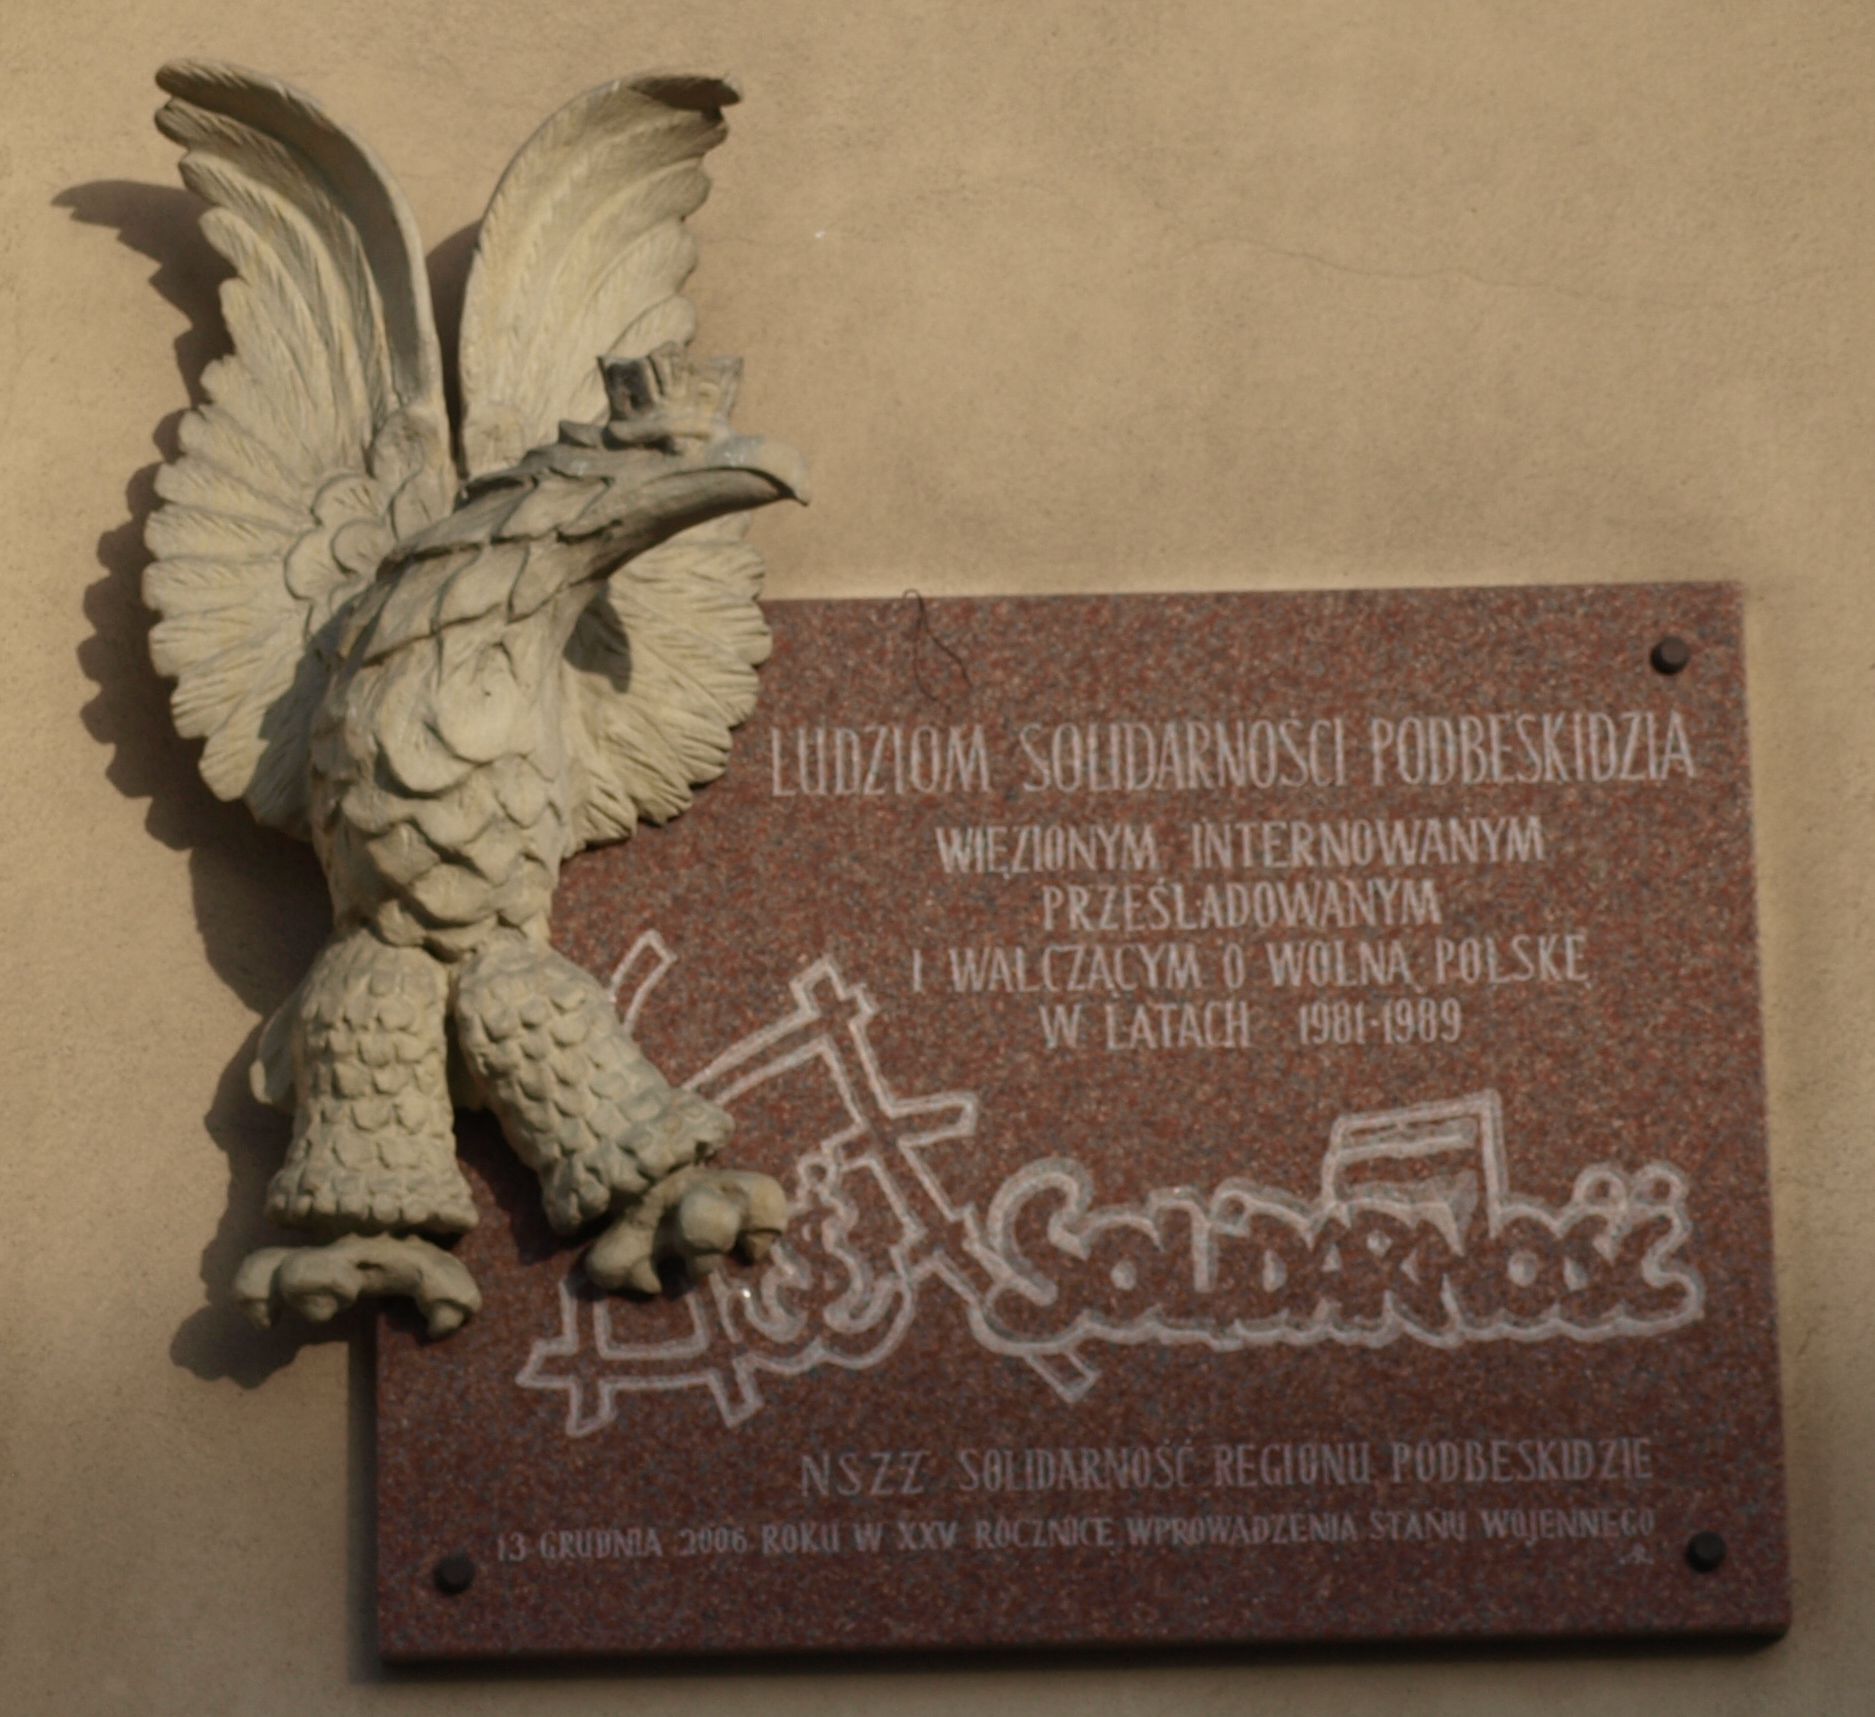 LUDZIOM SOLIDARNOŚCI PODBESKIDZIA
WIĘZIONYM INTERNOWANYM
PRZEŚLADOWANYM
I WALCZĄCYM O WOLNĄ POLSKĘ
W LATACH 1981-1989
Solidarność
NSZZ SOLIDARNOŚĆ REGIONU PODBESKIDZIE
13 GRUDNIA 2006 ROKU W XXV ROCZNICE WPROWADZENIA STANU WOJENNEGO